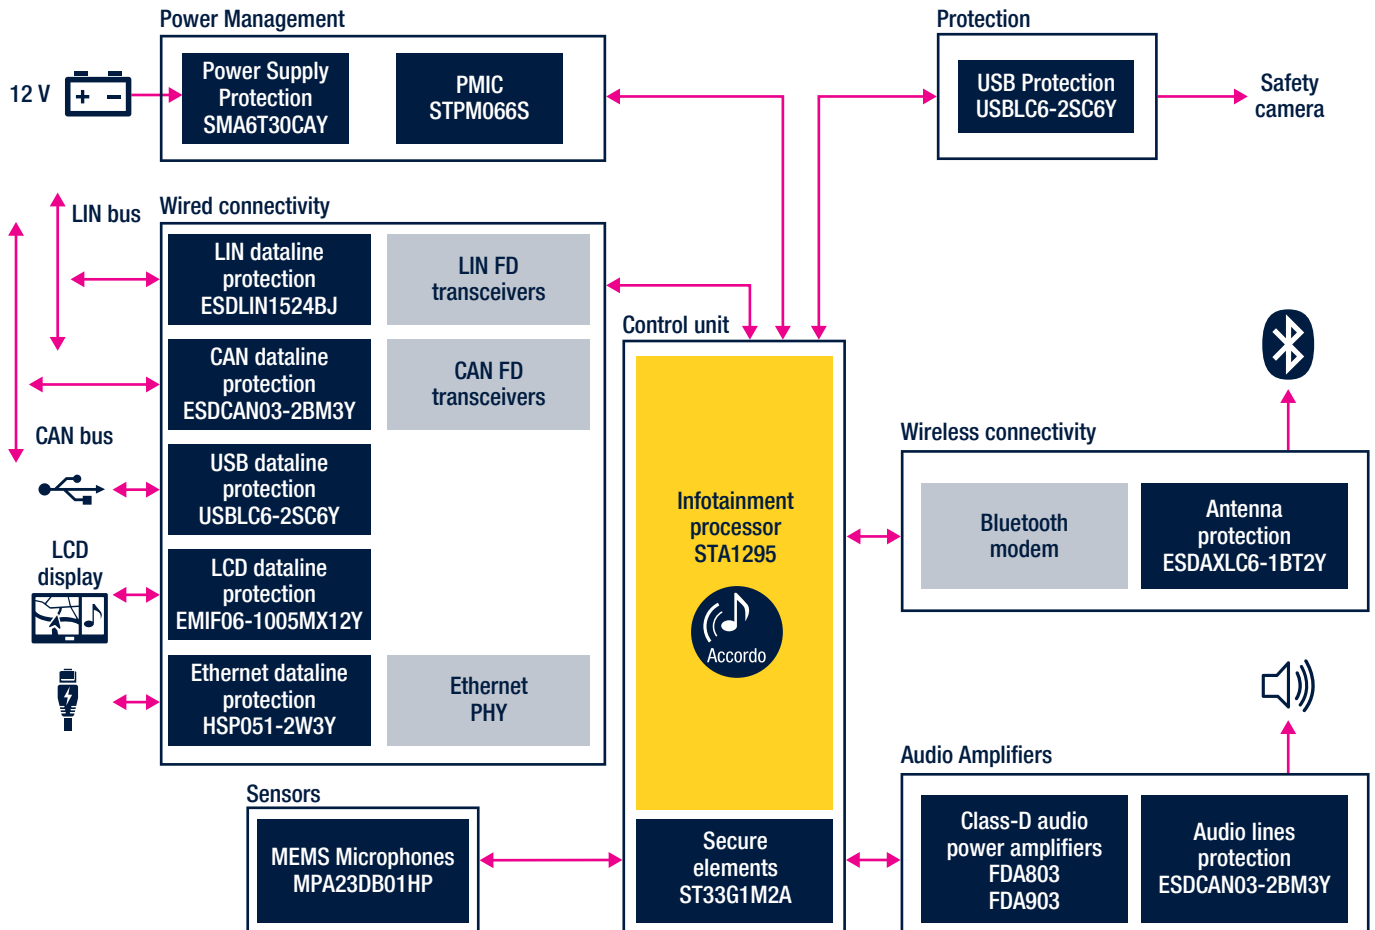 Power Management
Power Supply
Protection
SMA6T30CAY
PMIC
STPM066S
12 V
+ −
Protection
USB Protection
USBLC6-2SC6Y
Safety
camera
LIN bus
CAN bus
LCD
display
Wired connectivity
LIN dataline
protection
ESDLIN1524BJ
LIN FD
transceivers
CAN dataline
protection
ESDCAN03-2BM3Y
CAN FD
transceivers
USB dataline
protection
USBLC6-2SC6Y
LCD dataline
protection
EMIF06-1005MX12Y
Ethernet dataline
protection
HSP051-2W3Y
Ethernet
PHY
Control unit
Infotainment
processor
STA1295
Accordo
Secure
elements
ST33G1M2A
Wireless connectivity
Bluetooth
modem
Antenna
protection
ESDAXLC6-1BT2Y
Sensors
MEMS Microphones
MPA23DB01HP
Audio Amplifiers
Class-D audio
power amplifiers
FDA803
FDA903
Audio lines
protection
ESDCAN03-2BM3Y